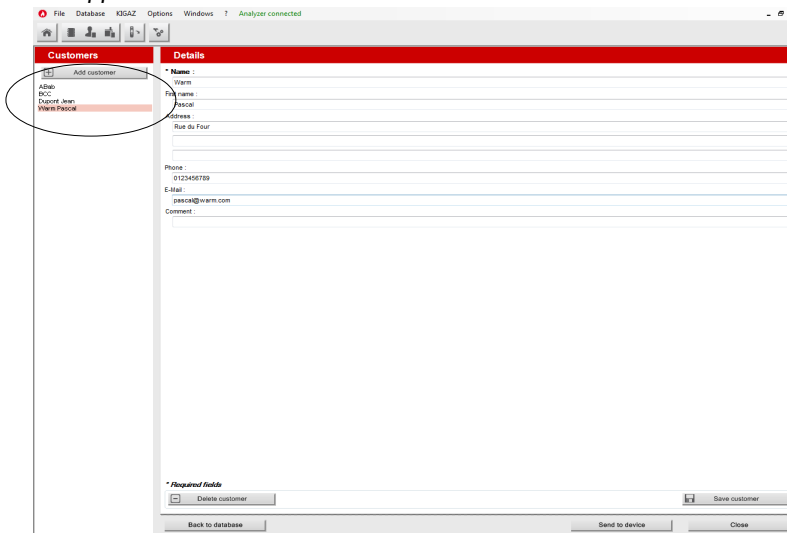 File Database KIGAZ Options Windows ? Analyzer connected
Customers
Add customer
ABab
BCC
Dupont Jean
Warm Pascal
Details
* Name :
Warm
First name :
Pascal
Address :
Rue du Four
Phone :
0123456789
E-Mail :
pascal@warm.com
Comment :
* Required fields
Delete customer
Save customer
Back to database
Send to device
Close